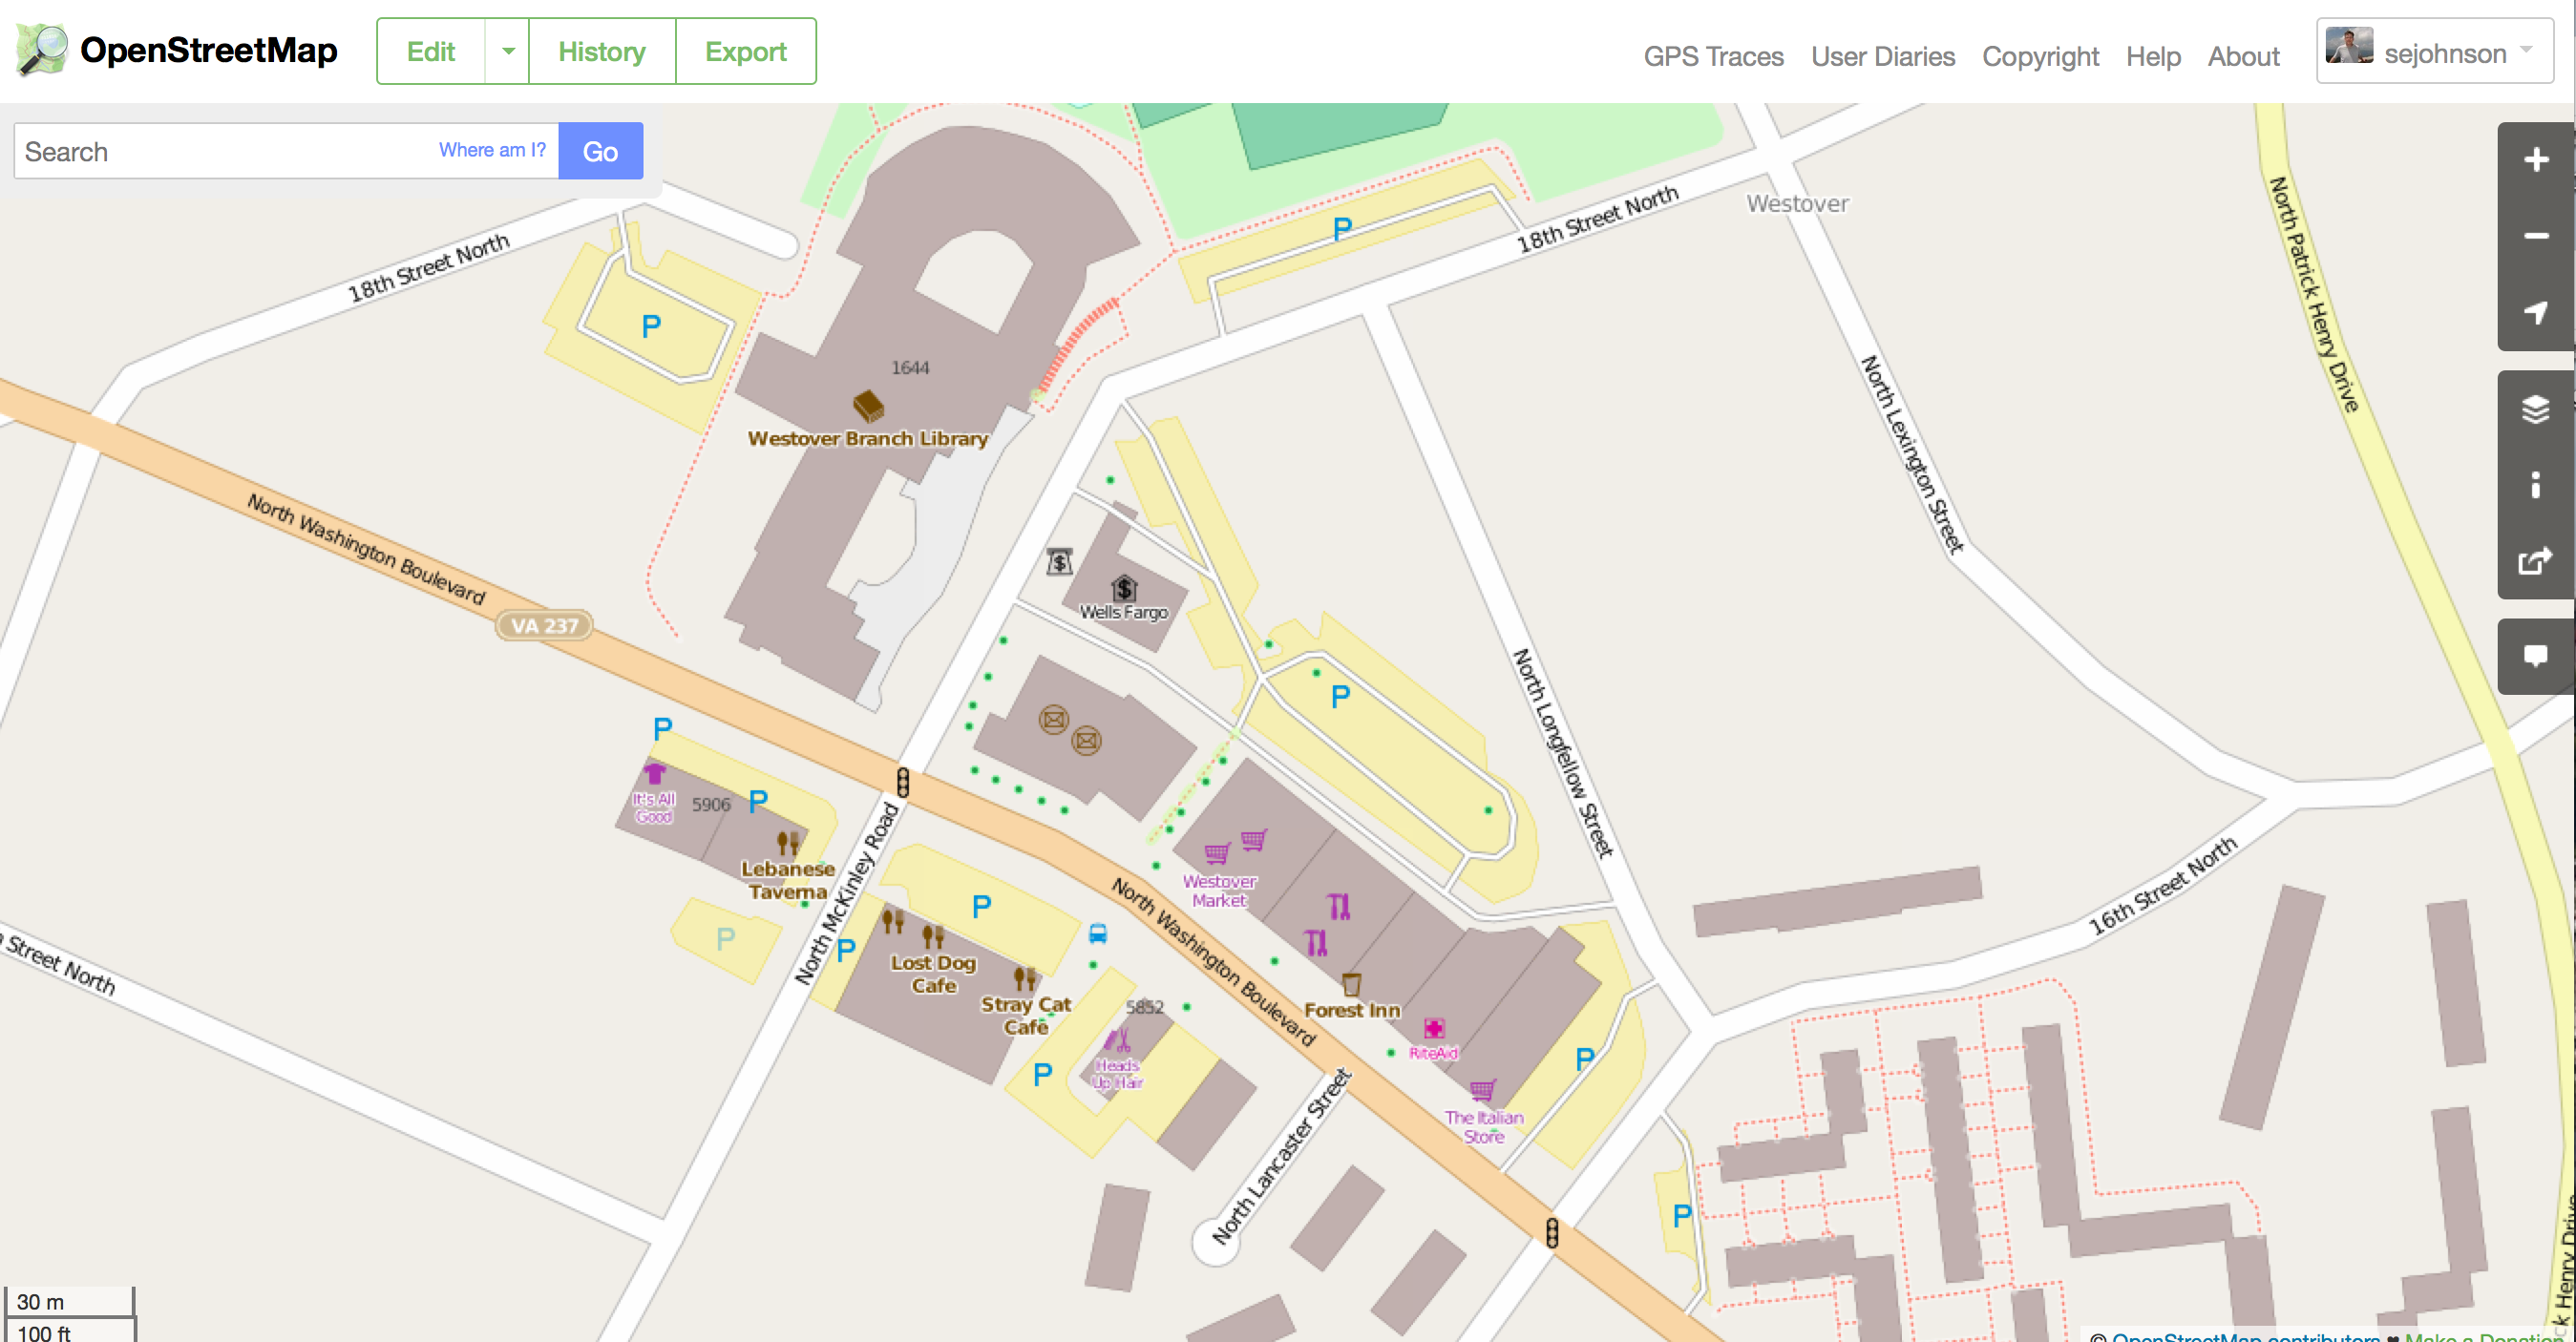 OpenStreetMap
Edit
History
Export
GPS Traces
User Diaries
Copyright
Help
About
sejohnson
Search
Where am I?
Go
18th Street North
P
1644
Westover Branch Library
P
18th Street North
Westover
North Patrick Henry Drive
North Lexington Street
North Washington Boulevard
VA 237
$
$
Wells Fargo
P
North Longfellow Street
P
It's All
Good
5906
P
Lebanese
Taverna
P
North McKinley Road
P
P
Lost Dog
Cafe
Stray Cat
Cafe
5852
P
Heads
Up Hair
Westover
Market
North Washington Boulevard
Forest Inn
RiteAid
The Italian
Store
P
16th Street North
Street North
North Lancaster Street
P
Henry Drive
30 m
100 ft
© OpenStreetMap contributors ♥ Make a Donation